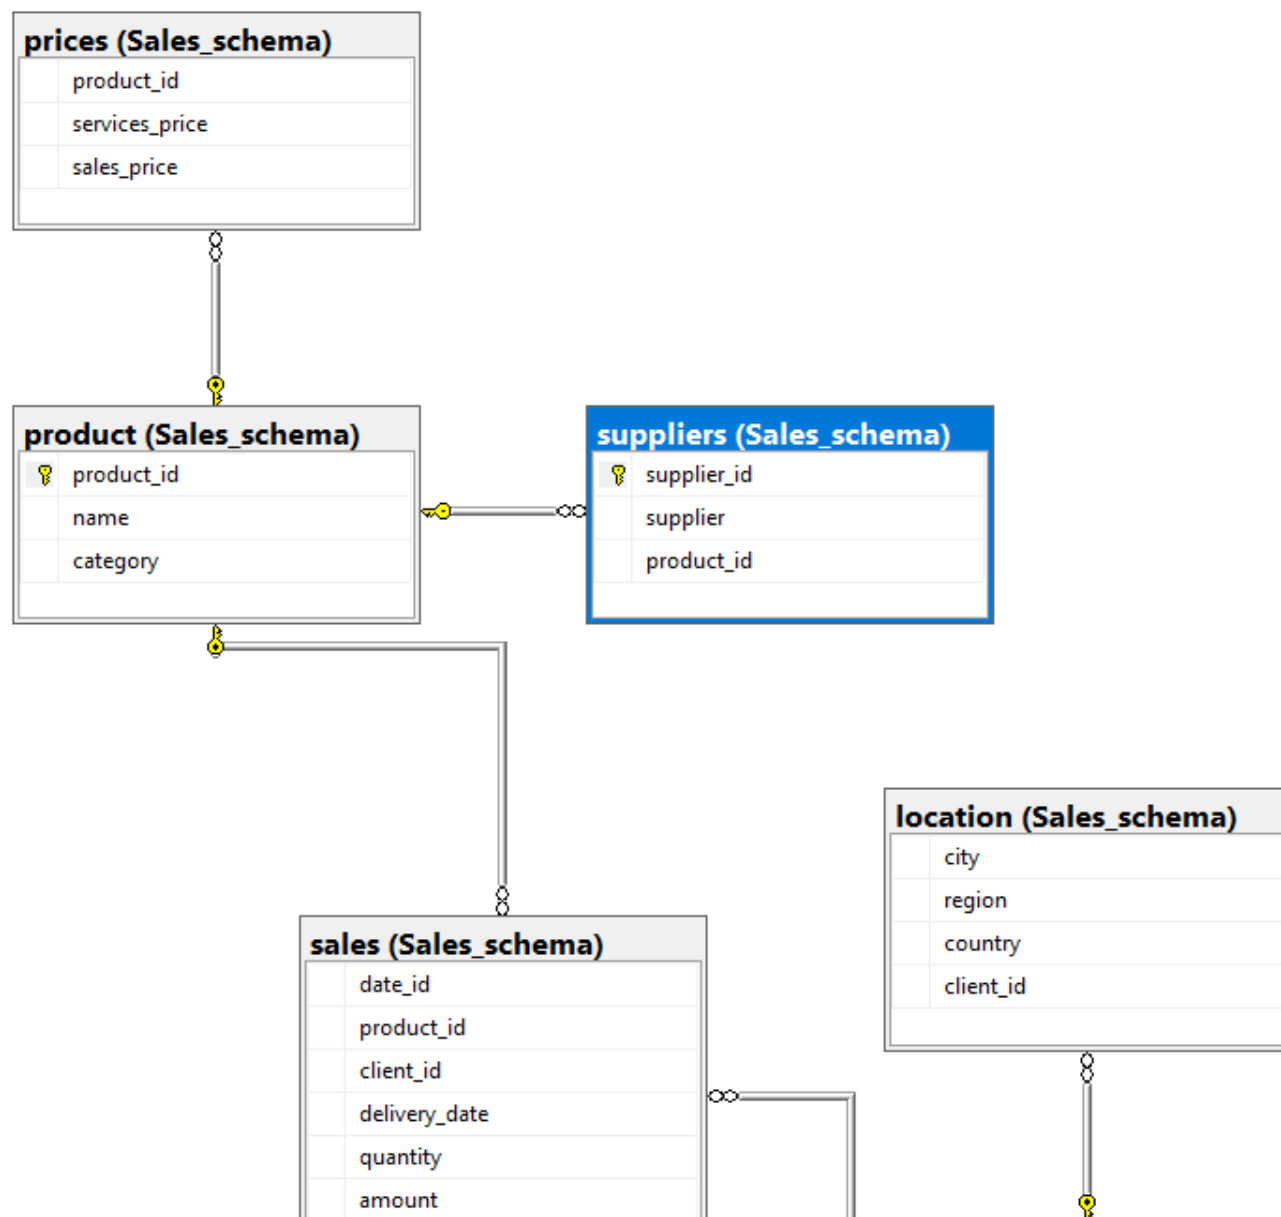 prices (Sales_schema)
product_id
services_price
sales_price
product (Sales_schema)
product_id
name
category
suppliers (Sales_schema)
supplier_id
supplier
product_id
location (Sales_schema)
city
region
country
client_id
sales (Sales_schema)
date_id
product_id
client_id
delivery_date
quantity
amount